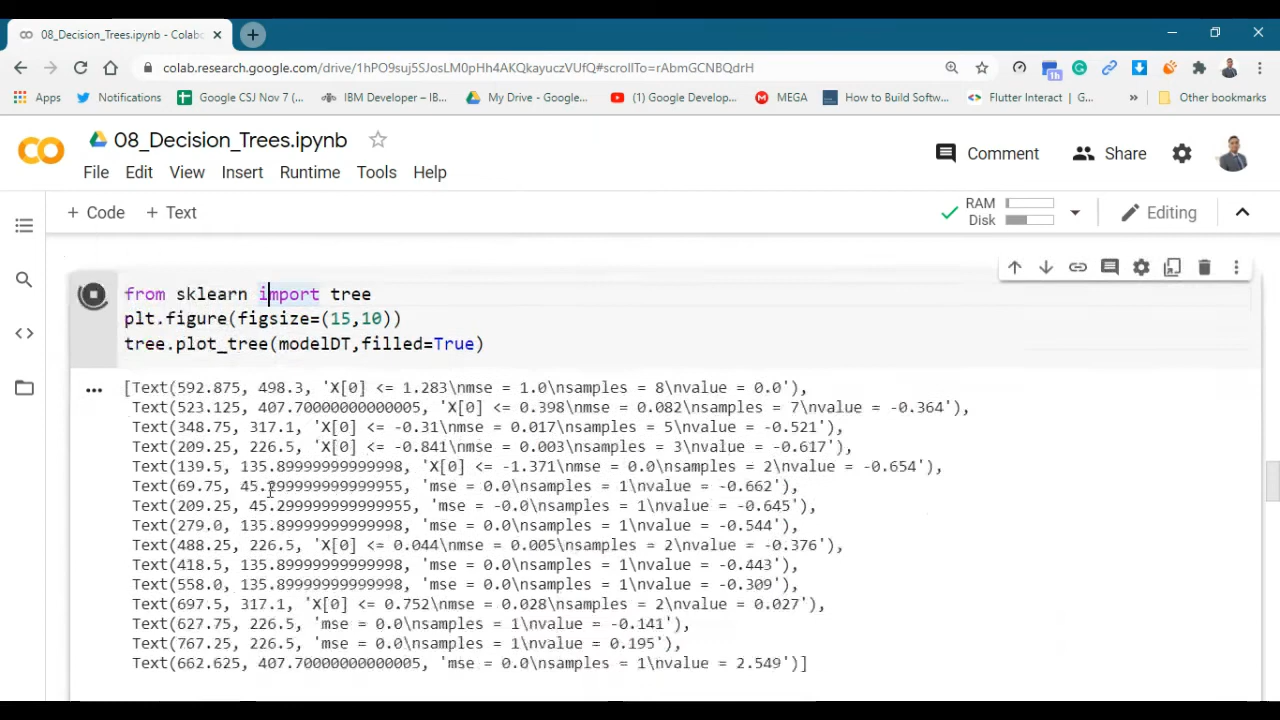 08_Decision_Trees.ipynb - Colab
colab.research.google.com/drive/1hPO9suj5SJosLM0pHh4AKQkayuczVUfQ#scrollTo=rAbmGCNBQdrH
1h
Apps Notifications Google CSJ Nov 7 (... IBM Developer – IB... My Drive - Google... (1) Google Develop... MEGA How to Build Softw... Flutter Interact | G... » Other bookmarks
08_Decision_Trees.ipynb
Comment Share
File Edit View Insert Runtime Tools Help
+ Code + Text
RAM
Disk
Editing
from sklearn import tree
plt.figure(figsize=(15,10))
tree.plot_tree(modelDT,filled=True)
[Text(592.875, 498.3, 'X[0] <= 1.283\nmse = 1.0\nsamples = 8\nvalue = 0.0'),
Text(523.125, 407.70000000000005, 'X[0] <= 0.398\nmse = 0.082\nsamples = 7\nvalue = -0.364'),
Text(348.75, 317.1, 'X[0] <= -0.31\nmse = 0.017\nsamples = 5\nvalue = -0.521'),
Text(209.25, 226.5, 'X[0] <= -0.841\nmse = 0.003\nsamples = 3\nvalue = -0.617'),
Text(139.5, 135.89999999999998, 'X[0] <= -1.371\nmse = 0.0\nsamples = 2\nvalue = -0.654'),
Text(69.75, 45.299999999999955, 'mse = 0.0\nsamples = 1\nvalue = -0.662'),
Text(209.25, 45.299999999999955, 'mse = -0.0\nsamples = 1\nvalue = -0.645'),
Text(279.0, 135.89999999999998, 'mse = 0.0\nsamples = 1\nvalue = -0.544'),
Text(488.25, 226.5, 'X[0] <= 0.044\nmse = 0.005\nsamples = 2\nvalue = -0.376'),
Text(418.5, 135.89999999999998, 'mse = 0.0\nsamples = 1\nvalue = -0.443'),
Text(558.0, 135.89999999999998, 'mse = 0.0\nsamples = 1\nvalue = -0.309'),
Text(697.5, 317.1, 'X[0] <= 0.752\nmse = 0.028\nsamples = 2\nvalue = 0.027'),
Text(627.75, 226.5, 'mse = 0.0\nsamples = 1\nvalue = -0.141'),
Text(767.25, 226.5, 'mse = 0.0\nsamples = 1\nvalue = 0.195'),
Text(662.625, 407.70000000000005, 'mse = 0.0\nsamples = 1\nvalue = 2.549')]